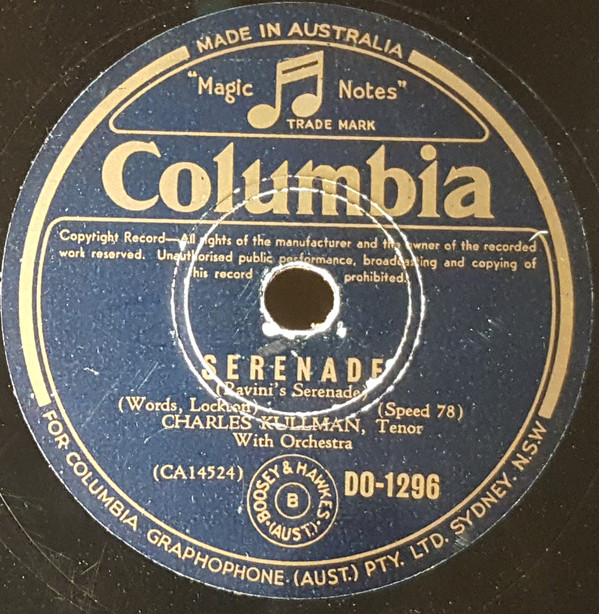 MADE IN AUSTRALIA
"Magic Notes"
TRADE MARK
Columbia
Copyright Record—All rights of the manufacturer and the owner of the recorded
work reserved. Unauthorised public performance, broadcasting and copying of
this record prohibited.
SERENADE
(Ravini's Serenade)
(Words, Lockton) (Speed 78)
CHARLES KULLMAN, Tenor
With Orchestra
(CA14524)
BOOSEY & HAWKES
(AUST.)
B
DO-1296
FOR COLUMBIA GRAPHOPHONE (AUST.) PTY. LTD. SYDNEY. N.S.W